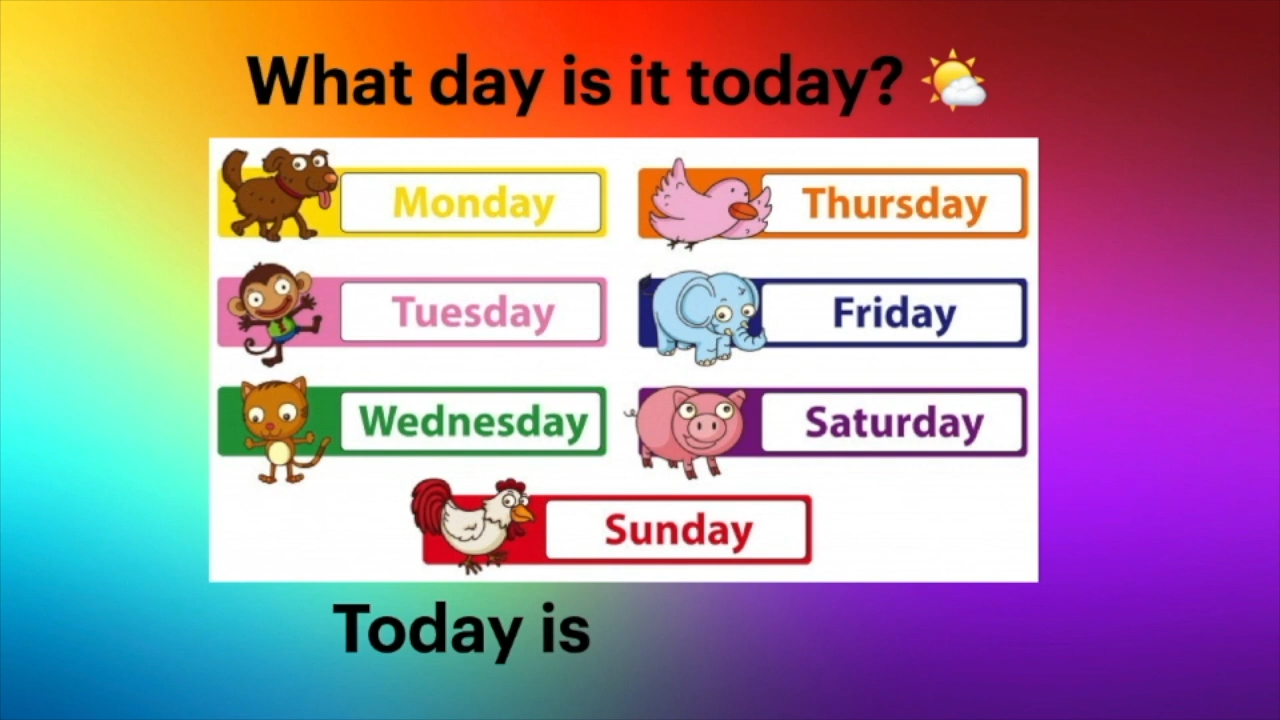 What day is it today?
Monday
Thursday
Tuesday
Friday
Wednesday
Saturday
Sunday
Today is